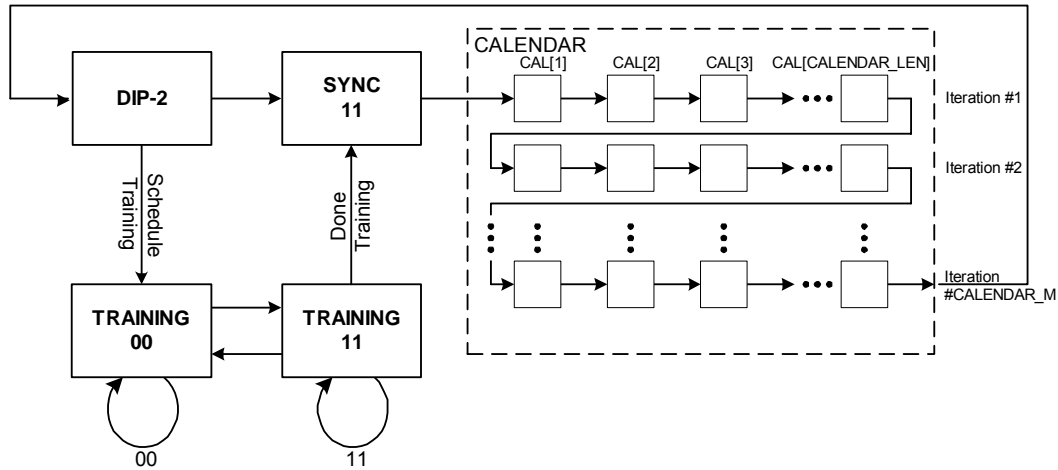 CALENDAR
CAL[1]
CAL[2]
CAL[3]
CAL[CALENDAR_LEN]
DIP-2
SYNC
11
Iteration #1
Iteration #2
Schedule
Training
Done
Training
TRAINING
00
TRAINING
11
Iteration
#CALENDAR_M
00
11